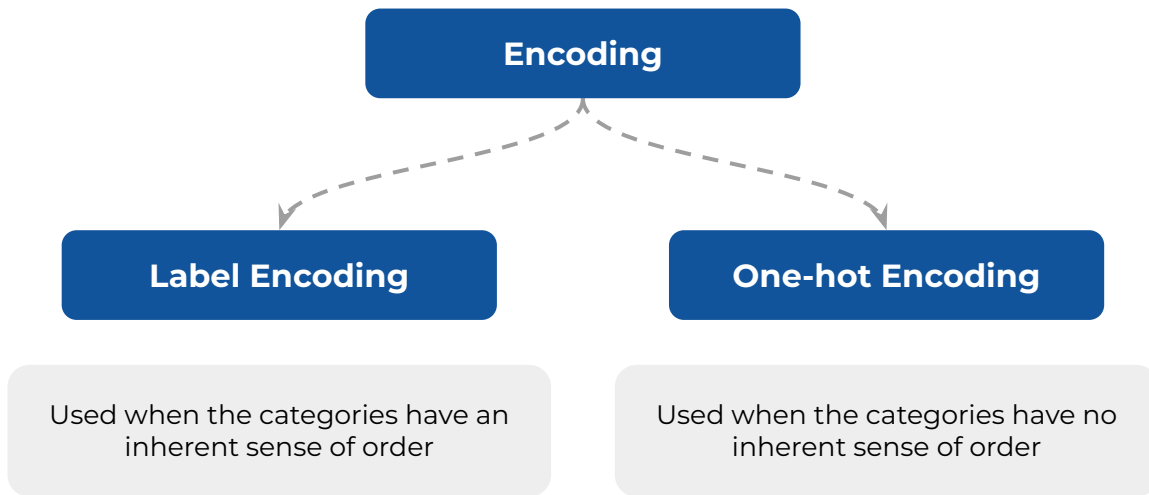 Encoding
Label Encoding
One-hot Encoding
Used when the categories have an
inherent sense of order
Used when the categories have no
inherent sense of order